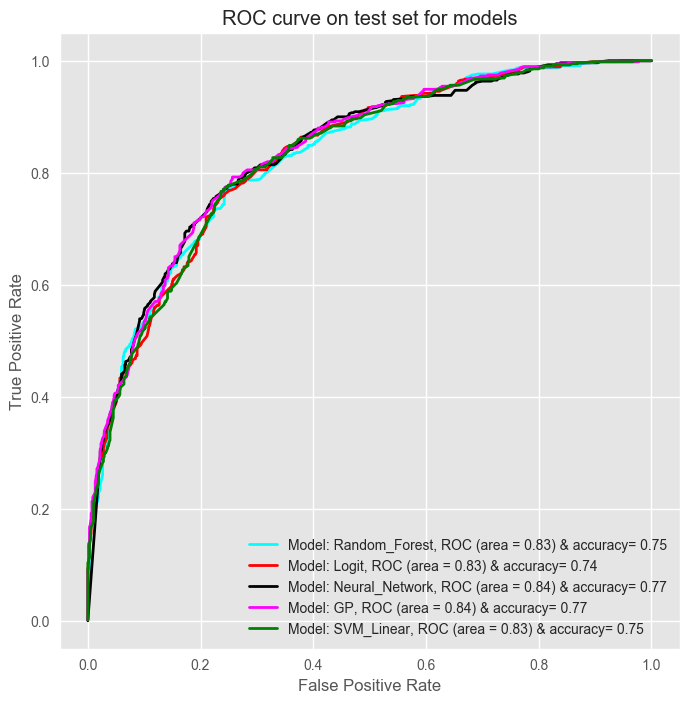 ROC curve on test set for models
True Positive Rate
1.0
0.8
0.6
0.4
0.2
0.0
Model: Random_Forest, ROC (area = 0.83) & accuracy= 0.75
Model: Logit, ROC (area = 0.83) & accuracy= 0.74
Model: Neural_Network, ROC (area = 0.84) & accuracy= 0.77
Model: GP, ROC (area = 0.84) & accuracy= 0.77
Model: SVM_Linear, ROC (area = 0.83) & accuracy= 0.75
0.0 0.2 0.4 0.6 0.8 1.0
False Positive Rate